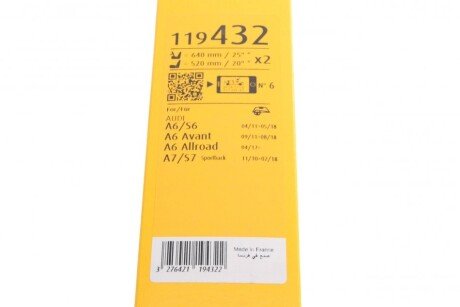 119432
640 mm / 25"
520 mm / 20" x2
N° 6
For/Für
AUDI
A6/S6 04/11-05/18
A6 Avant 09/11-08/18
A6 Allroad 04/12-
A7/S7 Sportback 11/10-02/18
Made in France
صنع في فرنسا
3 276421 194322